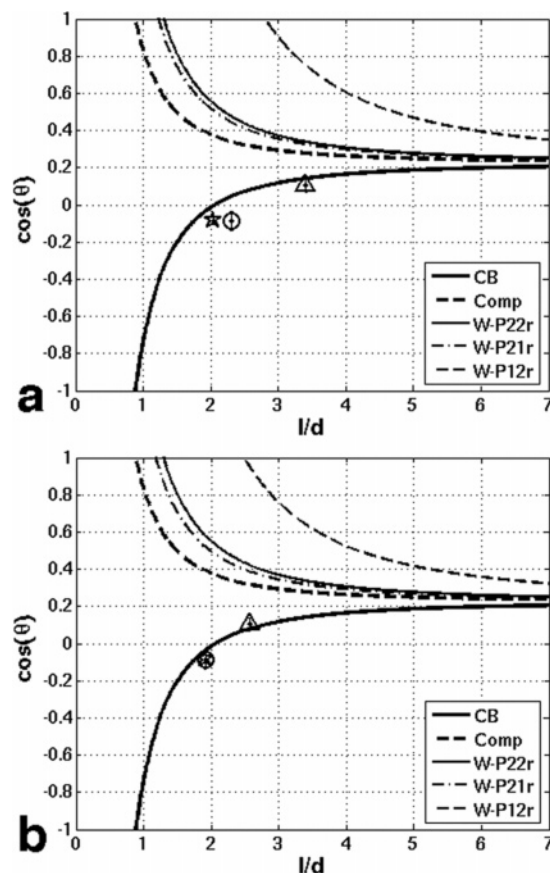 1
0.8
0.6
0.4
0.2
0
-0.2
-0.4
-0.6
-0.8
-1
cos(θ)
CB
Comp
W-P22r
W-P21r
W-P12r
0 1 2 3 4 5 6 7
l/d
a
1
0.8
0.6
0.4
0.2
0
-0.2
-0.4
-0.6
-0.8
-1
cos(θ)
CB
Comp
W-P22r
W-P21r
W-P12r
0 1 2 3 4 5 6 7
l/d
b